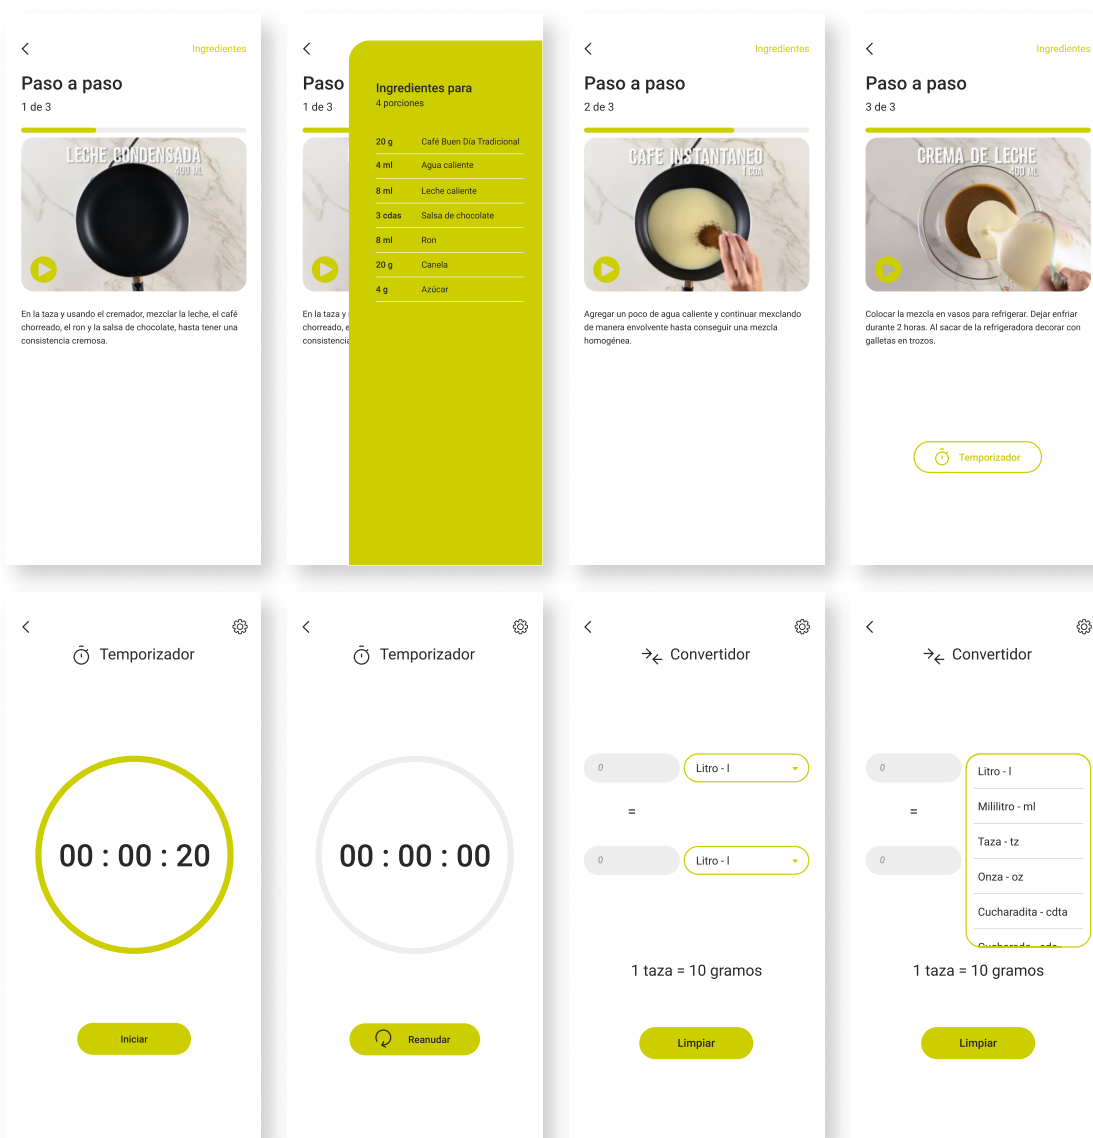 Ingredientes
Paso a paso
1 de 3
LECHE CONDENSADA
400 ML
En la taza y usando el cremador, mezclar la leche, el café
chorreado, el ron y la salsa de chocolate, hasta tener una
consistencia cremosa.
Paso
1 de 3
En la taza y
chorreado, e
consistencia
Ingredientes para
4 porciones
20 g Café Buen Día Tradicional
4 ml Agua caliente
8 ml Leche caliente
3 cdas Salsa de chocolate
8 ml Ron
20 g Canela
4 g Azúcar
Ingredientes
Paso a paso
2 de 3
CAFE INSTANTANEO
1 CDA
Agregar un poco de agua caliente y continuar mexclando
de manera envolvente hasta conseguir una mezcla
homogénea.
Ingredientes
Paso a paso
3 de 3
CREMA DE LECHE
400 ML
Colocar la mezcla en vasos para refrigerar. Dejar enfriar
durante 2 horas. Al sacar de la refrigeradora decorar con
galletas en trozos.
Temporizador
Temporizador
00 : 00 : 20
Iniciar
Temporizador
00 : 00 : 00
Reanudar
Convertidor
0 Litro - l
=
0 Litro - l
1 taza = 10 gramos
Limpiar
Convertidor
0
=
0
Litro - l
Mililitro - ml
Taza - tz
Onza - oz
Cucharadita - cdta
Cucharada - cda
1 taza = 10 gramos
Limpiar